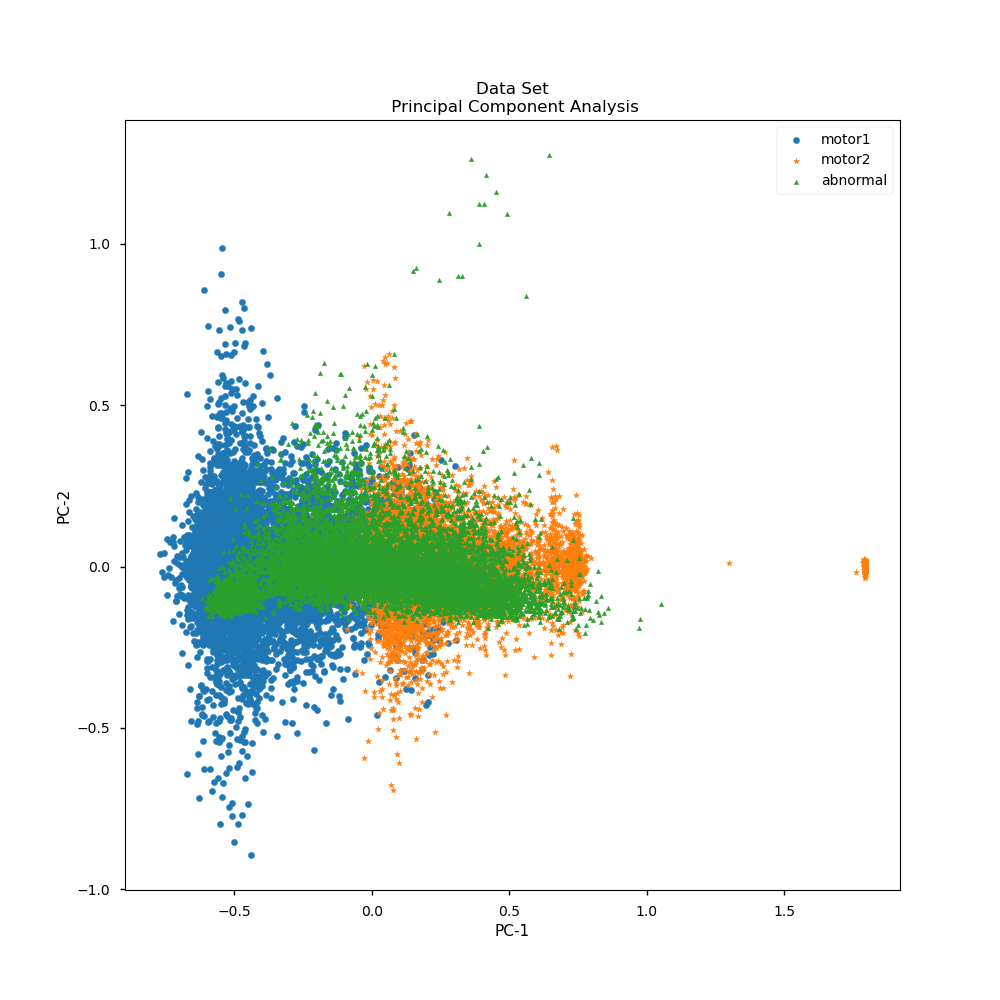 Data Set
Principal Component Analysis
motor1
motor2
abnormal
1.0
0.5
0.0
−0.5
−1.0
PC-2
−0.5
0.0
0.5
1.0
1.5
PC-1